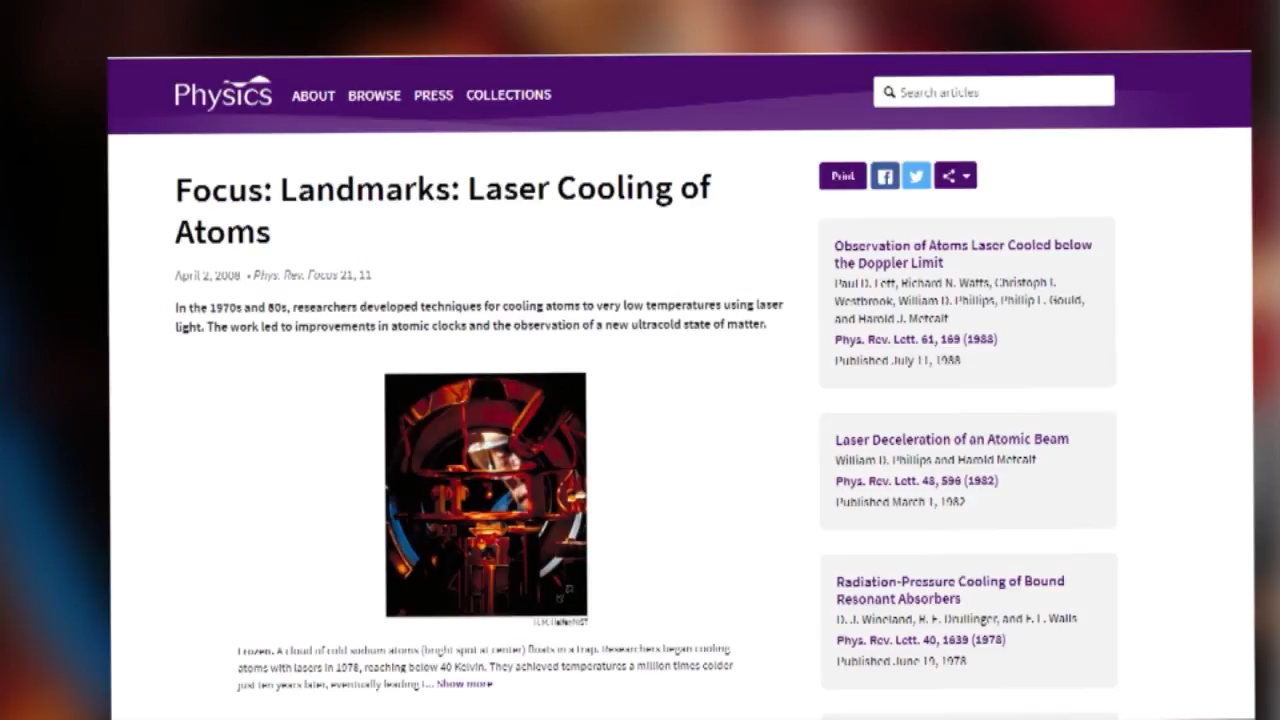 Physics
ABOUT BROWSE PRESS COLLECTIONS
Search articles
Focus: Landmarks: Laser Cooling of
Atoms
April 2, 2008 • Phys. Rev. Focus 21, 11
In the 1970s and 80s, researchers developed techniques for cooling atoms to very low temperatures using laser
light. The work led to improvements in atomic clocks and the observation of a new ultracold state of matter.
Frozen. A cloud of cold sodium atoms (bright spot at center) floats in a trap. Researchers began cooling
atoms with lasers in 1978, reaching below 40 Kelvin. They achieved temperatures a million times colder
just ten years later, eventually leading t... Show more
Print
Observation of Atoms Laser Cooled below
the Doppler Limit
Paul D. Lett, Richard N. Watts, Christoph I.
Westbrook, William D. Phillips, Phillip L. Gould,
and Harold J. Metcalf
Phys. Rev. Lett. 61, 169 (1988)
Published July 11, 1988
Laser Deceleration of an Atomic Beam
William D. Phillips and Harold Metcalf
Phys. Rev. Lett. 48, 596 (1982)
Published March 1, 1982
Radiation-Pressure Cooling of Bound
Resonant Absorbers
D. J. Wineland, R. E. Drullinger, and F. L. Walls
Phys. Rev. Lett. 40, 1639 (1978)
Published June 19, 1978